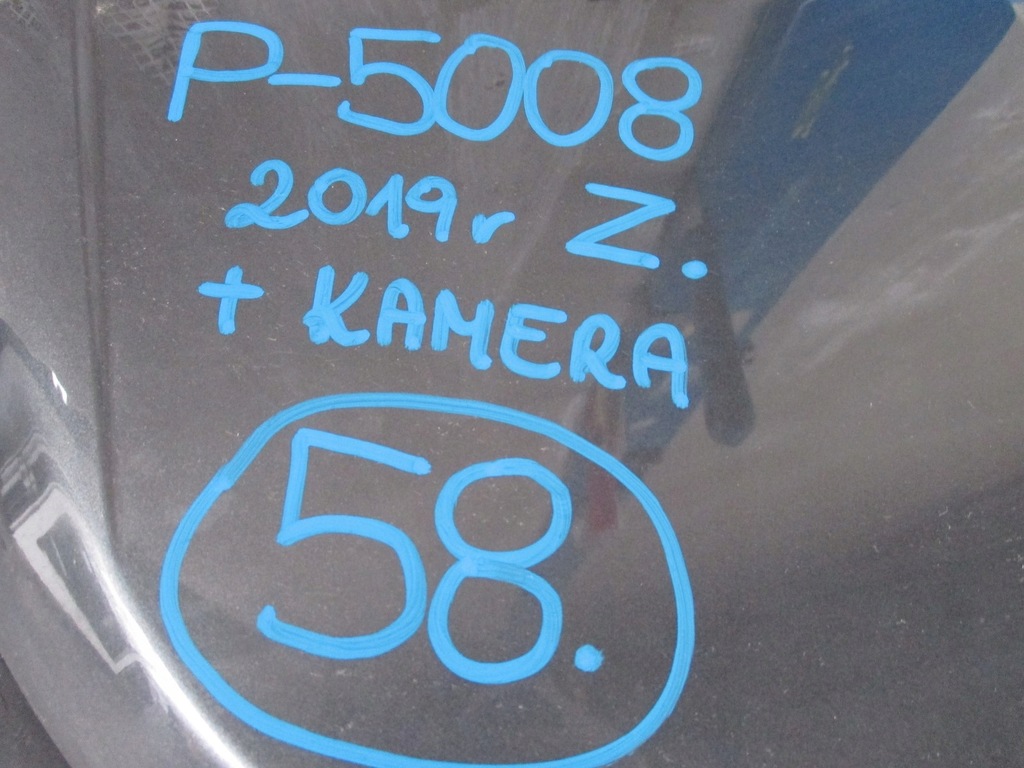 P-5008
2019r Z.
+ KAMERA
58.